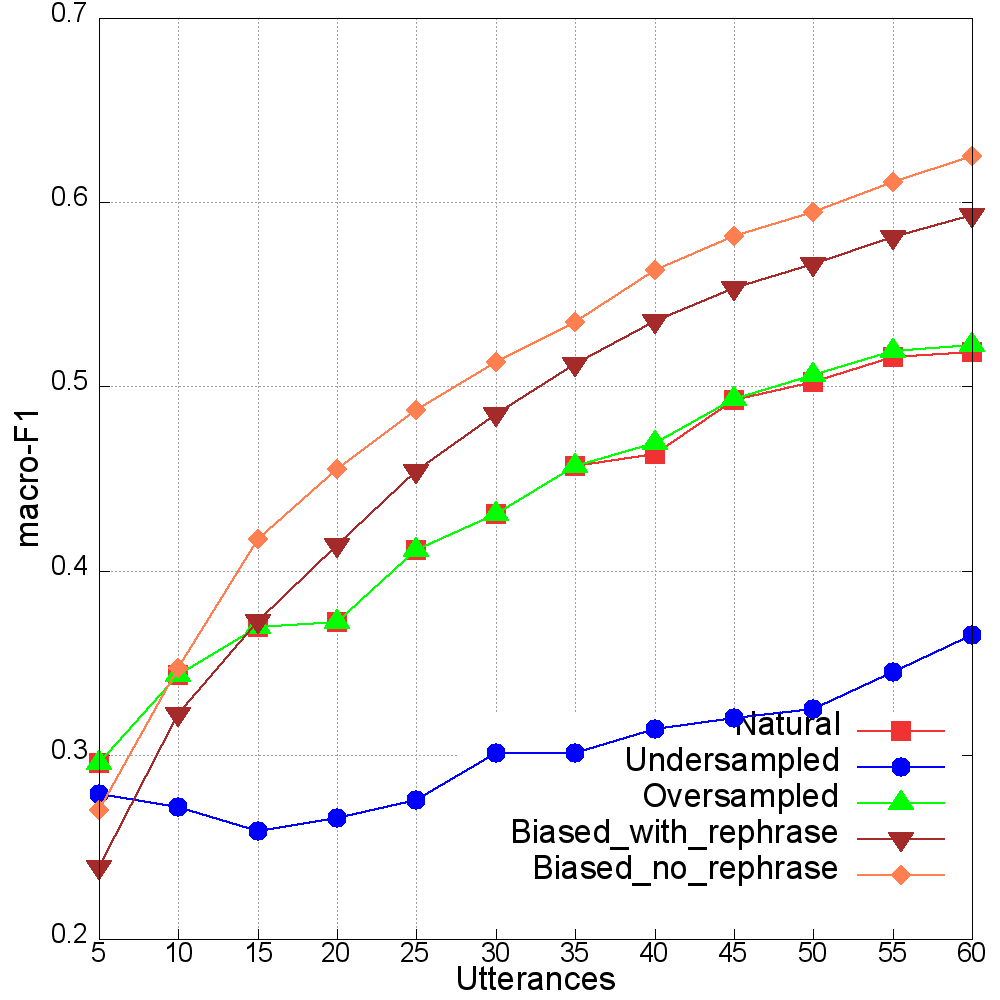 0.7
0.6
0.5
0.4
0.3
0.2
macro-F1
Natural
Undersampled
Oversampled
Biased_with_rephrase
Biased_no_rephrase
5 10 15 20 25 30 35 40 45 50 55 60
Utterances